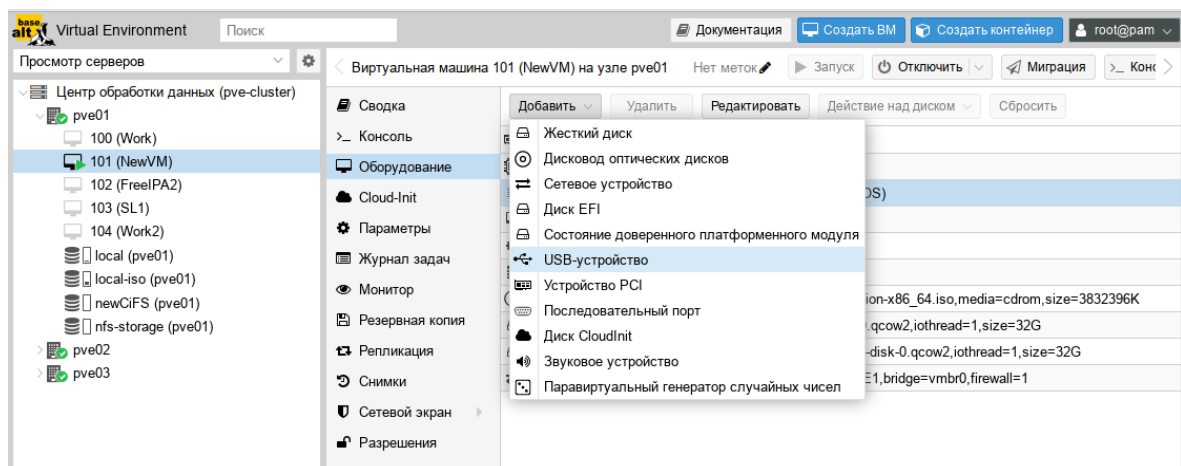 base alt Virtual Environment Поиск Документация Создать ВМ Создать контейнер root@pam
Просмотр серверов
Центр обработки данных (pve-cluster)
pve01
100 (Work)
101 (NewVM)
102 (FreeIPA2)
103 (SL1)
104 (Work2)
local (pve01)
local-iso (pve01)
newCiFS (pve01)
nfs-storage (pve01)
pve02
pve03
Виртуальная машина 101 (NewVM) на узле pve01 Нет меток Запуск Отключить Миграция >_ Конс
Сводка
>_ Консоль
Оборудование
Cloud-Init
Параметры
Журнал задач
Монитор
Резервная копия
Репликация
Снимки
Сетевой экран
Разрешения
Добавить Удалить Редактировать Действие над диском Сбросить
Жесткий диск
Дисковод оптических дисков
Сетевое устройство
Диск EFI
Состояние доверенного платформенного модуля
USB-устройство
Устройство PCI
Последовательный порт
Диск CloudInit
Звуковое устройство
Паравиртуальный генератор случайных чисел
OS)
ion-x86_64.iso,media=cdrom,size=3832396K
.qcow2,iothread=1,size=32G
-disk-0.qcow2,iothread=1,size=32G
E1,bridge=vmbr0,firewall=1